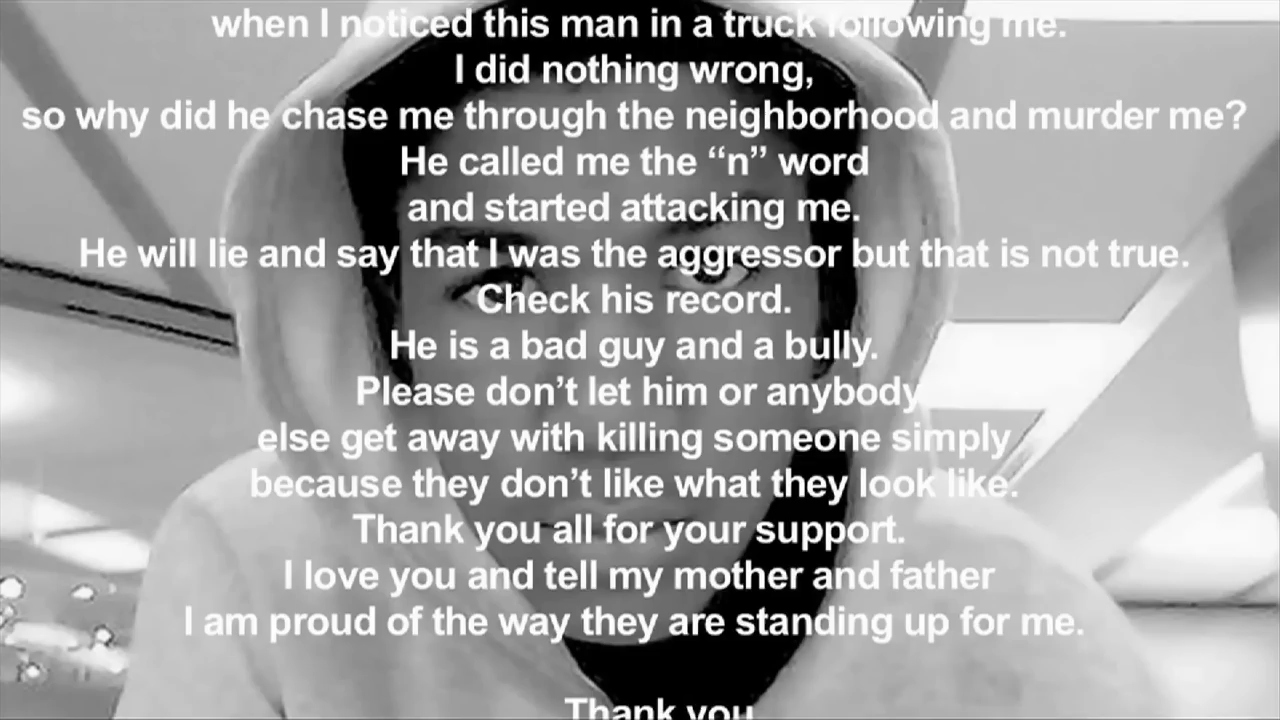 when I noticed this man in a truck following me.
I did nothing wrong,
so why did he chase me through the neighborhood and murder me?
He called me the “n” word
and started attacking me.
He will lie and say that I was the aggressor but that is not true.
Check his record.
He is a bad guy and a bully.
Please don’t let him or anybody
else get away with killing someone simply
because they don’t like what they look like.
Thank you all for your support.
I love you and tell my mother and father
I am proud of the way they are standing up for me.
Thank you